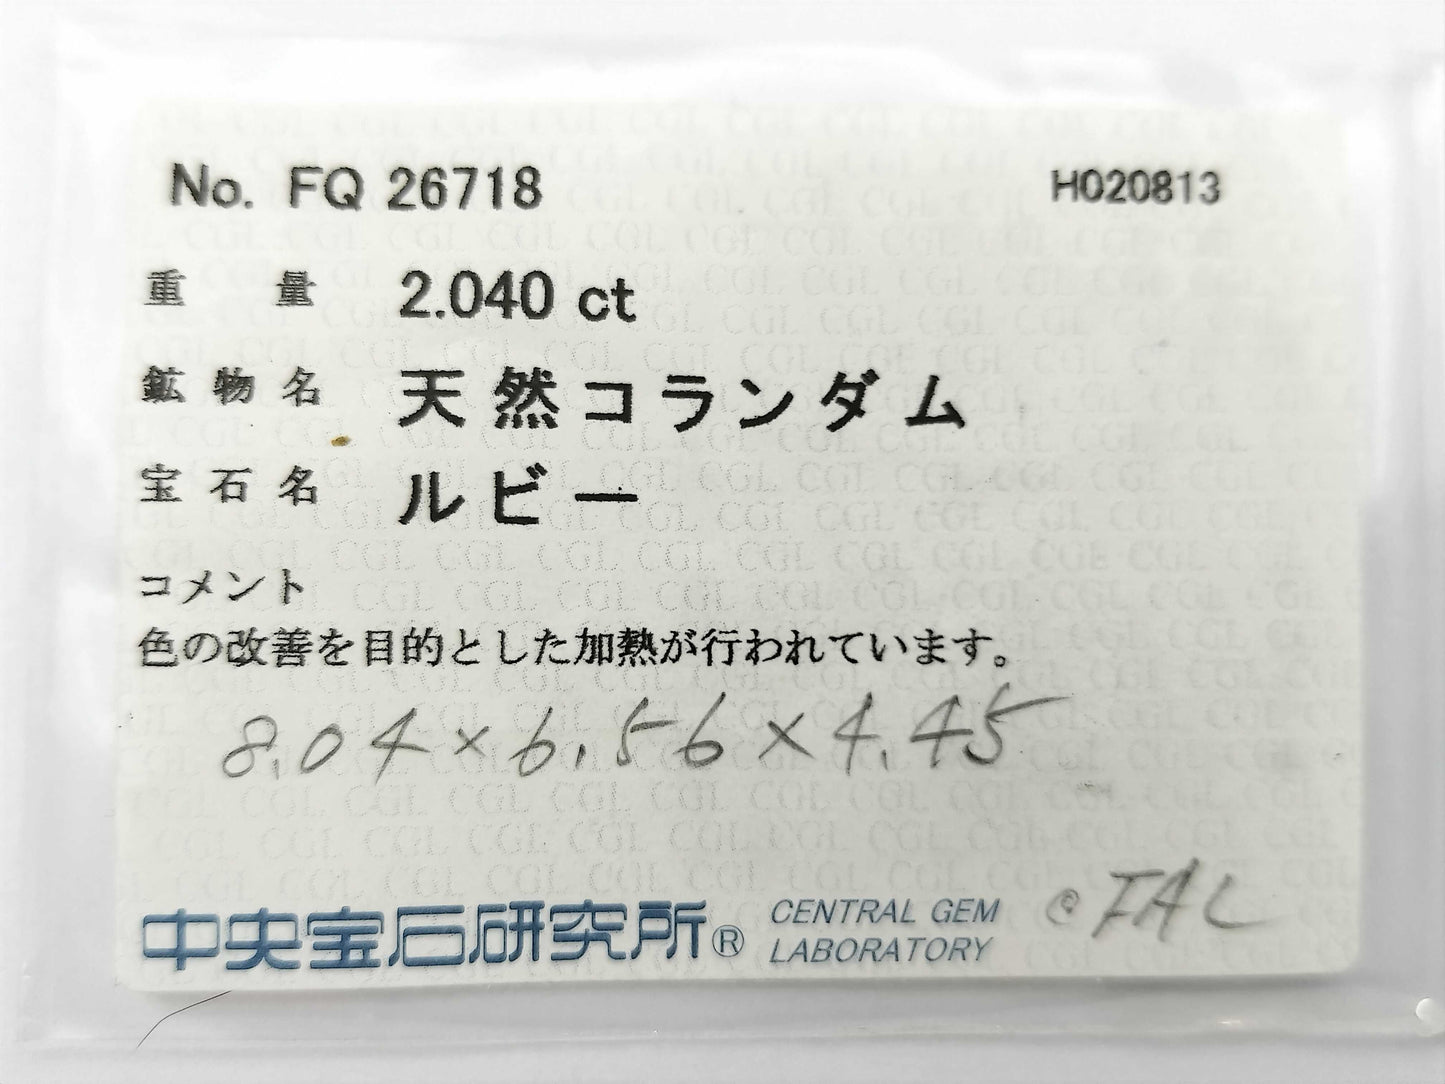 No. FQ 26718 H020813
重量 2.040 ct
鉱物名 天然コランダム
宝石名 ルビー
コメント
色の改善を目的とした加熱が行われています。
8.04×6.56×4.45
中央宝石研究所® CENTRAL GEM
LABORATORY